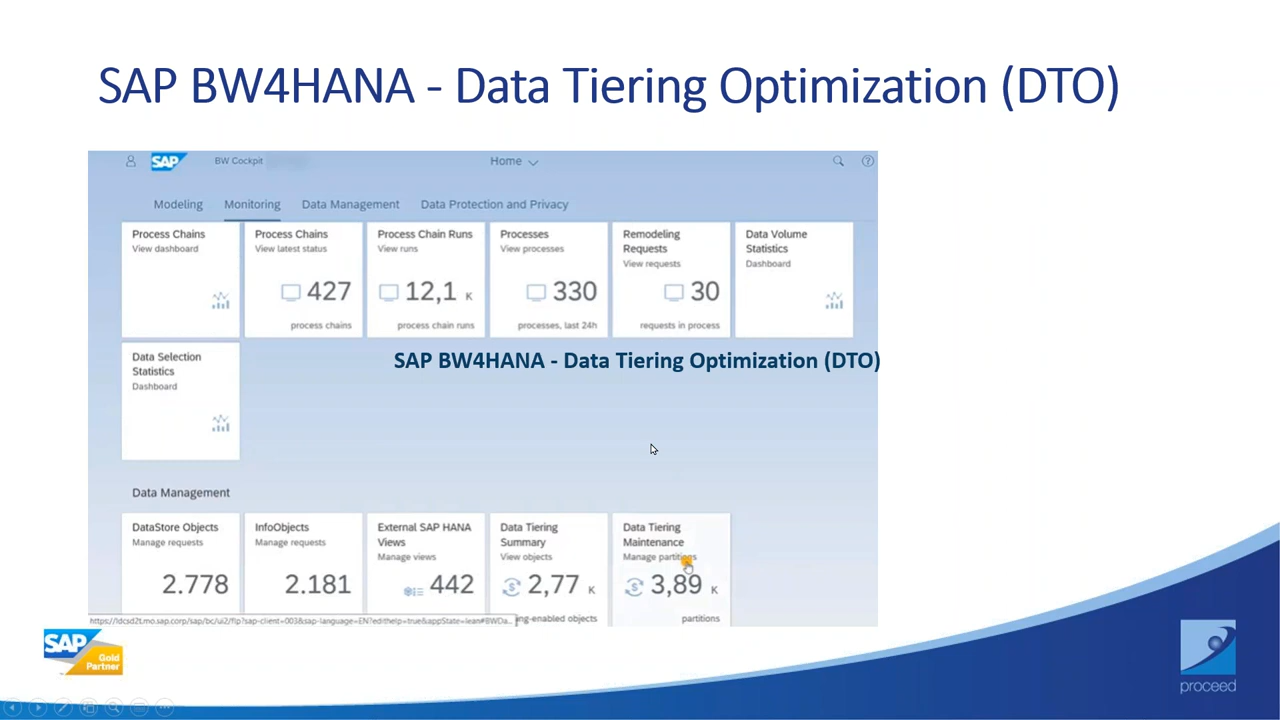 SAP BW4HANA - Data Tiering Optimization (DTO)
SAP BW Cockpit Home
Modeling Monitoring Data Management Data Protection and Privacy
Process Chains
View dashboard
Process Chains
View latest status
427
process chains
Process Chain Runs
View runs
12,1 K
process chain runs
Processes
View processes
330
processes, last 24h
Remodeling
Requests
View requests
30
requests in process
Data Volume
Statistics
Dashboard
Data Selection
Statistics
Dashboard
SAP BW4HANA - Data Tiering Optimization (DTO)
Data Management
DataStore Objects
Manage requests
2.778
InfoObjects
Manage requests
2.181
External SAP HANA
Views
Manage views
442
Data Tiering
Summary
View objects
2,77 K
ing-enabled objects
Data Tiering
Maintenance
Manage partitions
3,89 K
partitions
SAP
Gold
Partner
proceed